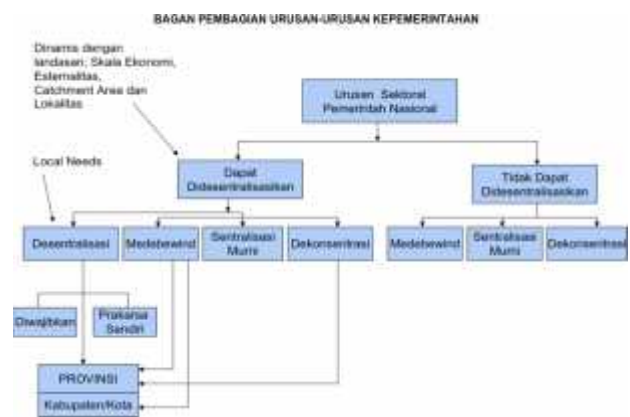 BAGAN PEMBAGIAN URUSAN-URUSAN KEPEMERINTAHAN
Dinamis dengan
landasan; Skala Ekonomi,
Esternalitas,
Catchment Area dan
Lokalitas
Urusan Sektoral
Pemerintah Nasional
Local Needs
Dapat
Didesentralisasikan
Tidak Dapat
Didesentralisasikan
Desentralisasi
Medebewind
Sentralisasi
Murni
Dekonsentrasi
Medebewind
Sentralisasi
Murni
Dekonsentrasi
Diwajibkan
Prakarsa
Sendiri
PROVINSI
Kabupaten/Kota